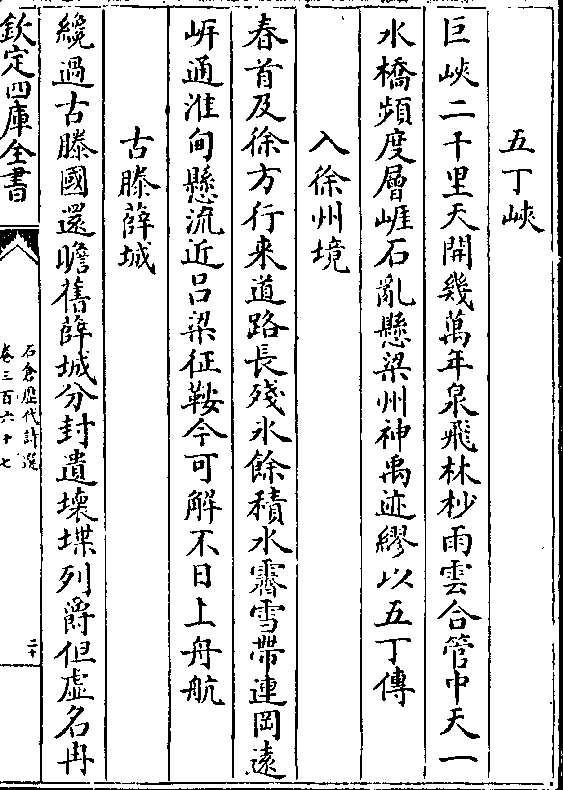 五丁峽
巨峽二千里天開幾萬年泉飛林杪雨雲合管中天一
水橋頻度層崕石亂懸梁州神禹迹繆以五丁傳
入徐州境
春首及徐方行来道路長殘氷餘積水霽雪帶連岡遠
岍通淮甸懸流近吕梁征鞍今可解不日上舟航
古滕薛城
纔過古滕國還瞻舊薛城分封遺壊堞列爵但虚名冉
欽定四庫全書
石倉歴代詩選
卷三百六十七
二十